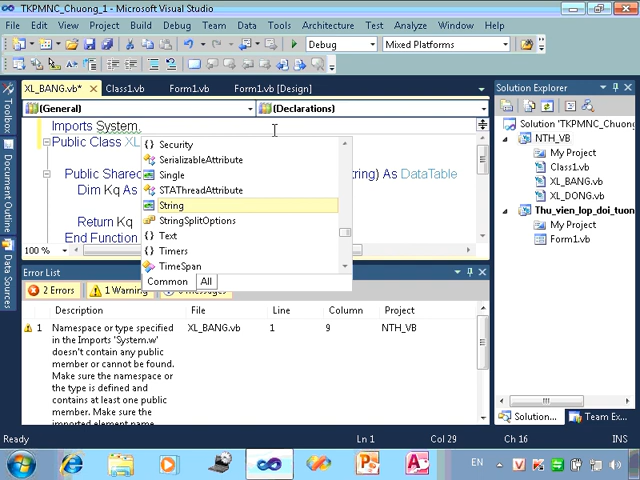 TKPMNC_Chuong_1 - Microsoft Visual Studio
File Edit View Project Build Debug Team Data Tools Architecture Test Analyze Window Help
Debug Mixed Platforms
XL_BANG.vb* Class1.vb Form1.vb Form1.vb [Design]
(General) (Declarations)
Imports System.
Public Class XL
Public Shared
String) As DataTable
Dim Kq As
Return Kq
End Function
Security
SerializableAttribute
Single
STAThreadAttribute
String
StringSplitOptions
Text
Timers
TimeSpan
Common All
100 %
Toolbox
Document Outline
Data Sources
Error List
2 Errors 1 Warning
Description File Line Column Project
1 Namespace or type specified in the Imports 'System.w' doesn't contain any public member or cannot be found. Make sure the namespace or the type is defined and contains at least one public member. Make sure the imported element name
XL_BANG.vb 1 9 NTH_VB
Solution Explorer
Solution 'TKPMNC_Chuong
NTH_VB
My Project
Class1.vb
XL_BANG.vb
XL_DONG.vb
Thu_vien_lop_doi_tuon
My Project
Form1.vb
Solution... Team Ex...
Ready Ln 1 Col 29 Ch 16 INS
EN